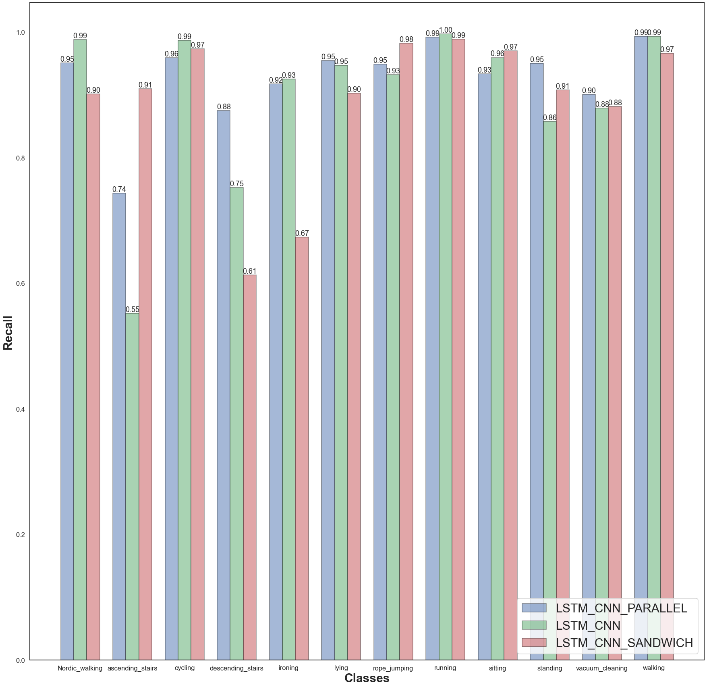 0.95 0.99 0.90 0.74 0.55 0.91 0.96 0.99 0.97 0.88 0.75 0.61 0.92 0.93 0.67 0.95 0.95 0.90 0.95 0.93 0.98 0.99 1.00 0.99 0.93 0.96 0.97 0.95 0.86 0.91 0.90 0.88 0.88 0.99 0.99 0.97
1.0
0.8
0.6
0.4
0.2
0.0
Recall
LSTM_CNN_PARALLEL
LSTM_CNN
LSTM_CNN_SANDWICH
Nordic_walking ascending_stairs cycling descending_stairs ironing lying rope_jumping running sitting standing vacuum_cleaning walking
Classes